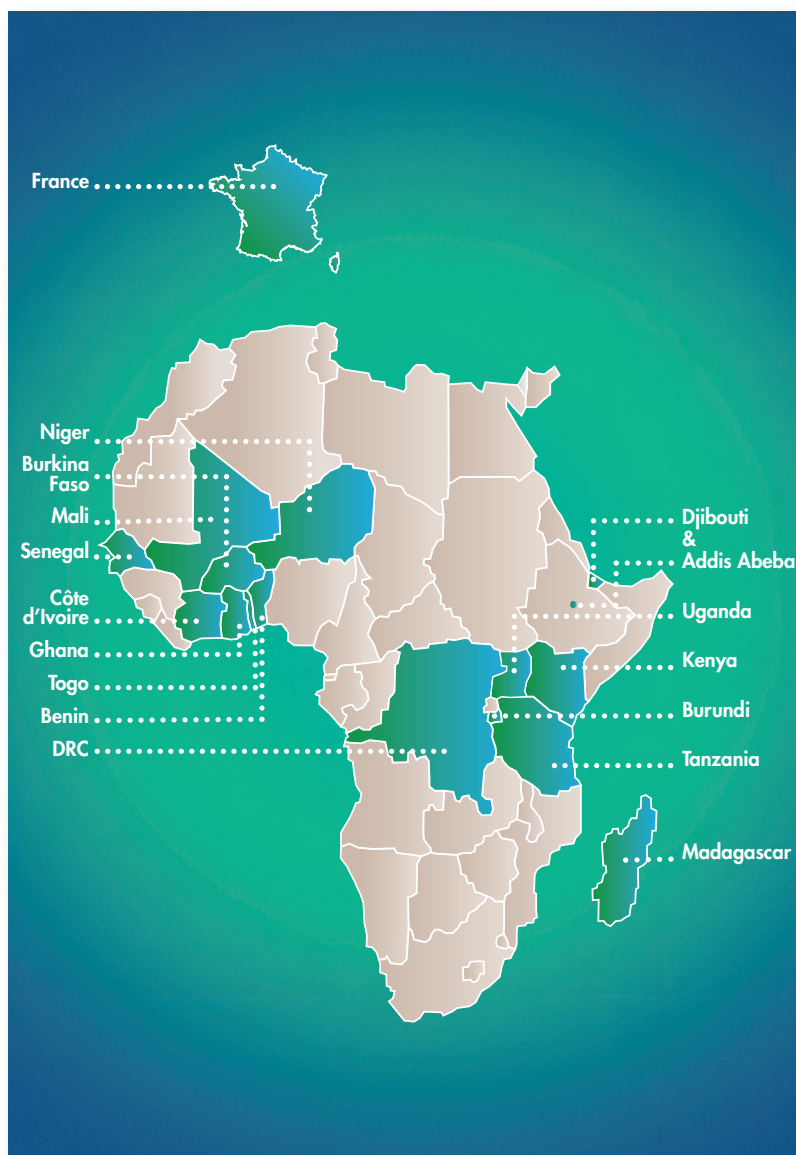 France
Niger
Burkina
Faso
Mali
Senegal
Côte
d'Ivoire
Ghana
Togo
Benin
DRC
Djibouti
&
Addis Abeba
Uganda
Kenya
Burundi
Tanzania
Madagascar